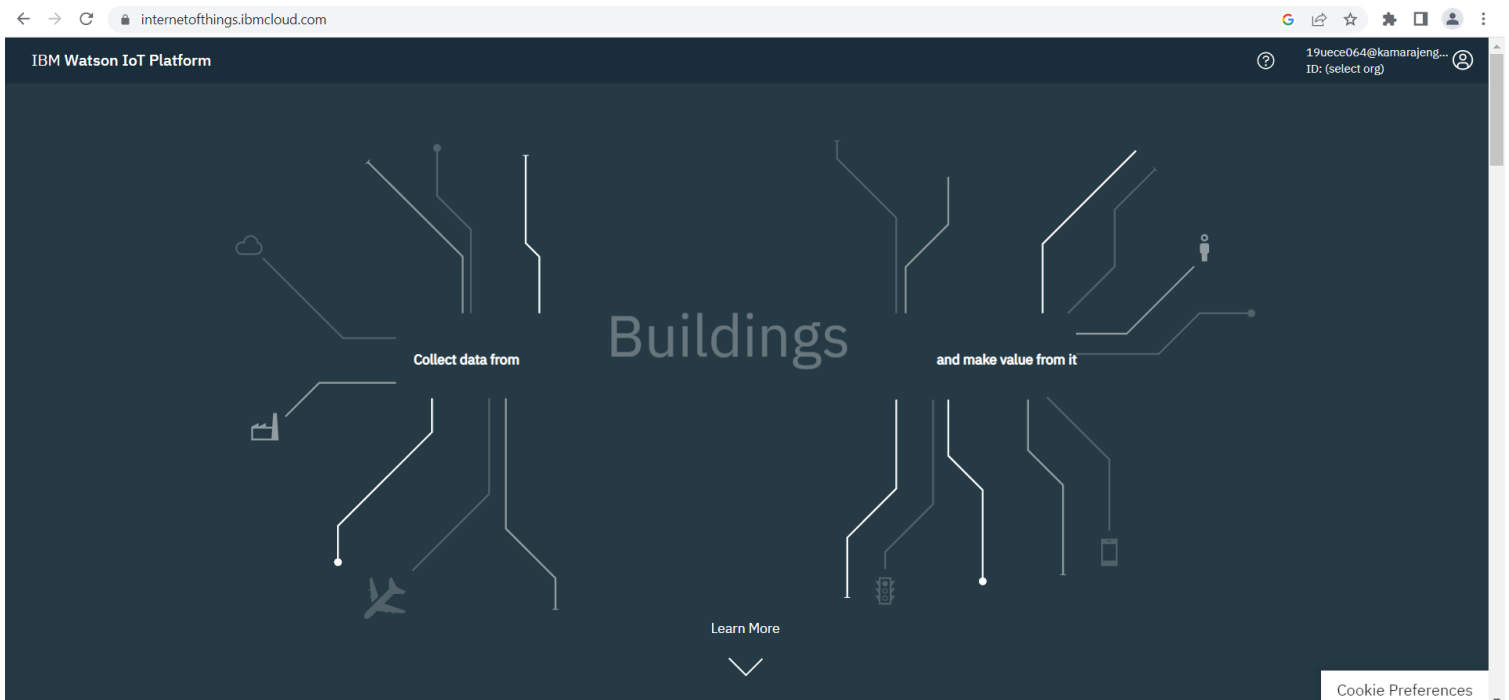 internetofthings.ibmcloud.com
IBM Watson IoT Platform
19uece064@kamarajeng...
ID: (select org)
Buildings
Collect data from
and make value from it
Learn More
Cookie Preferences